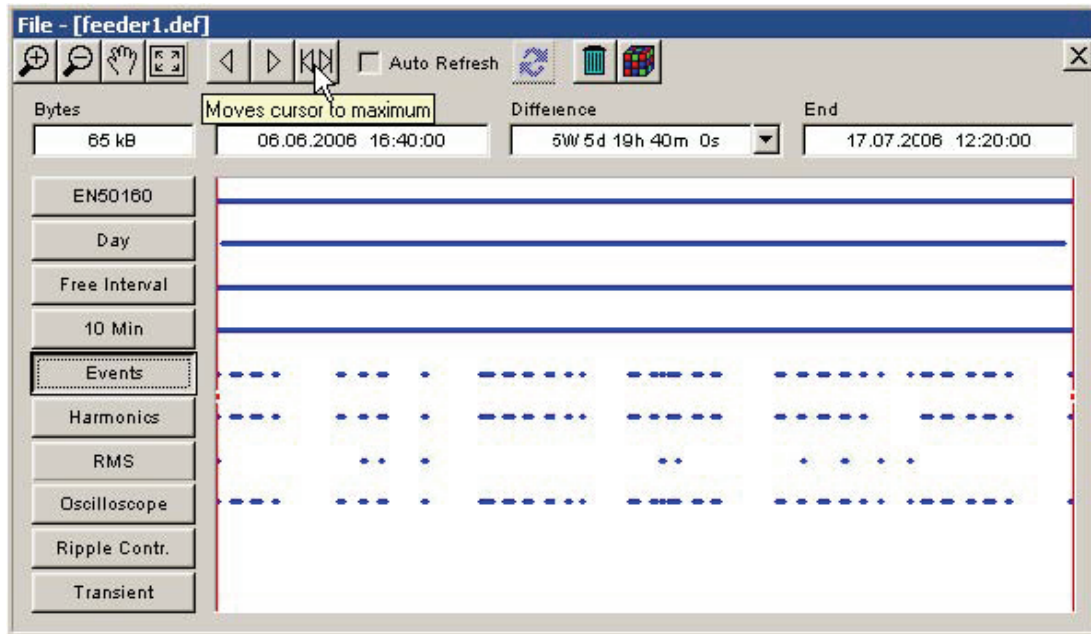 File - [feeder1.def]
Auto Refresh
Moves cursor to maximum
Bytes
Difference
End
65 kB
06.06.2006 16:40:00
5W 5d 19h 40m 0s
17.07.2006 12:20:00
EN50160
Day
Free Interval
10 Min
Events
Harmonics
RMS
Oscilloscope
Ripple Contr.
Transient